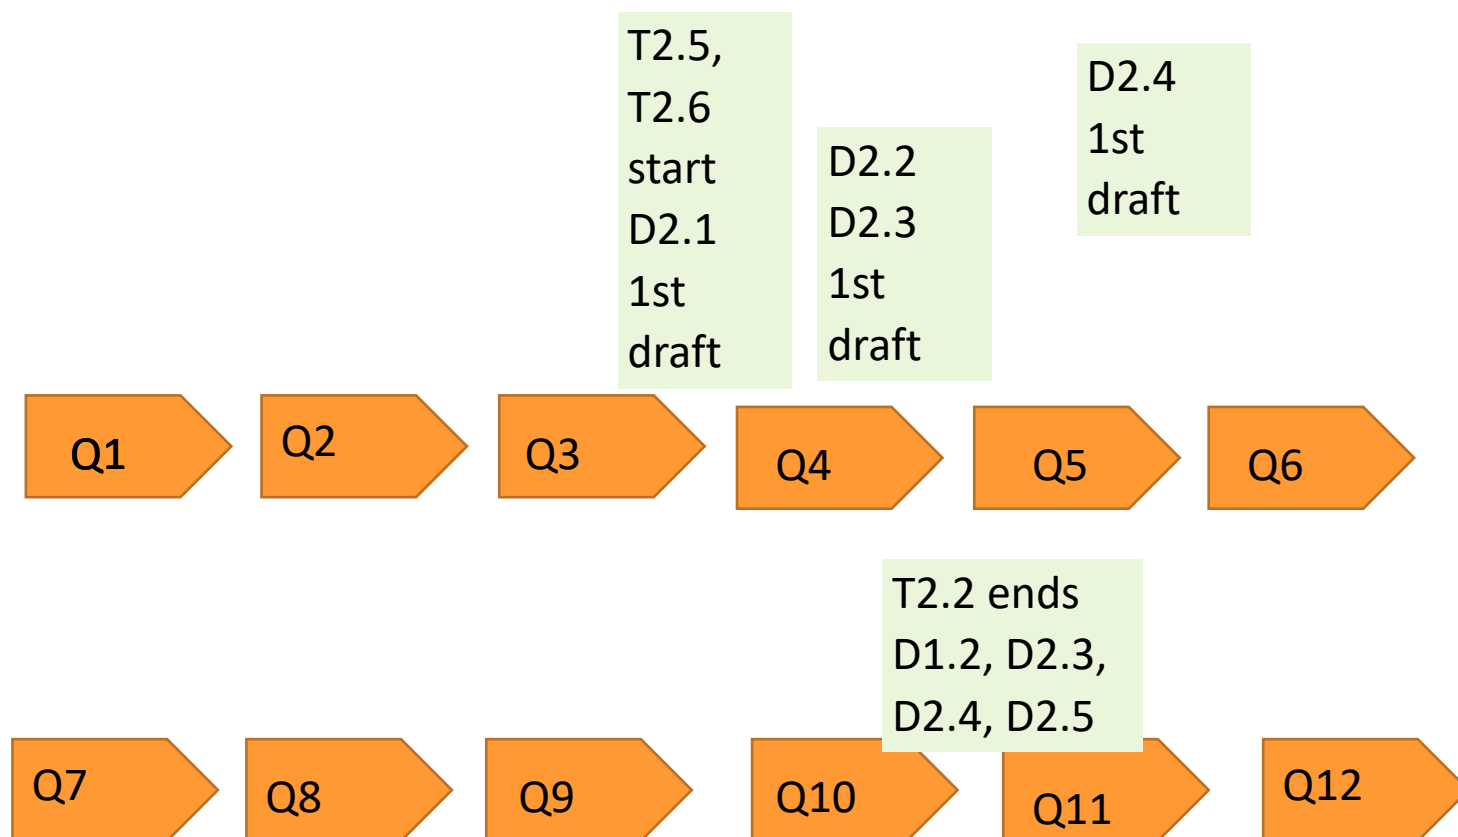 T2.5,
T2.6
start
D2.1
1st
draft
D2.2
D2.3
1st
draft
D2.4
1st
draft
Q1
Q2
Q3
Q4
Q5
Q6
T2.2 ends
D1.2, D2.3,
D2.4, D2.5
Q7
Q8
Q9
Q10
Q11
Q12